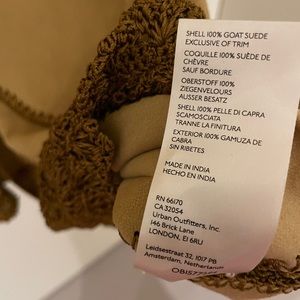 SHELL 100% GOAT SUEDE
EXCLUSIVE OF TRIM
COQUILLE 100% SUÈDE DE
CHÈVRE
SAUF BORDURE
OBERSTOFF 100%
ZIEGENVELOURS
AUSSER BESATZ
SHELL 100% PELLE DI CAPRA
SCAMOSCIATA
TRANNE LA FINITURA
EXTERIOR 100% GAMUZA DE
CABRA
SIN RIBETES
MADE IN INDIA
HECHO EN INDIA
RN 66170
CA 32054
Urban Outfitters, Inc.
146 Brick Lane
LONDON, E1 6RU
Leidsestraat 32, 1017 PB
Amsterdam, Netherlands